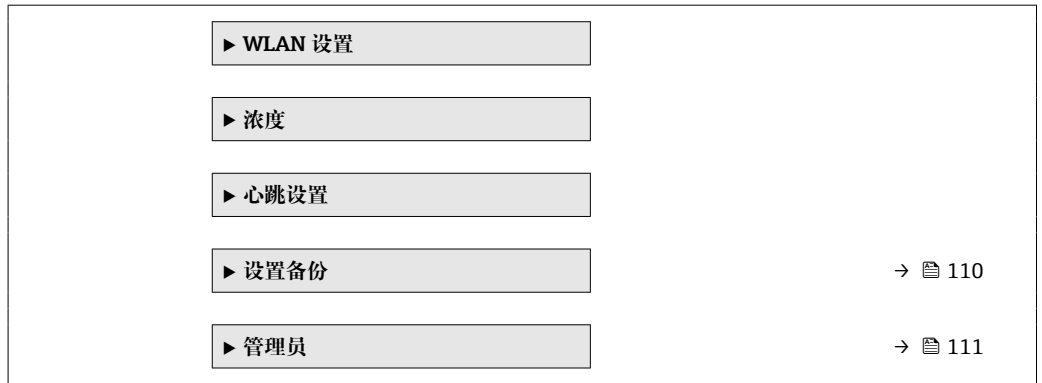 ▶ WLAN 设置
▶ 浓度
▶ 心跳设置
▶ 设置备份 → 110
▶ 管理员 → 111